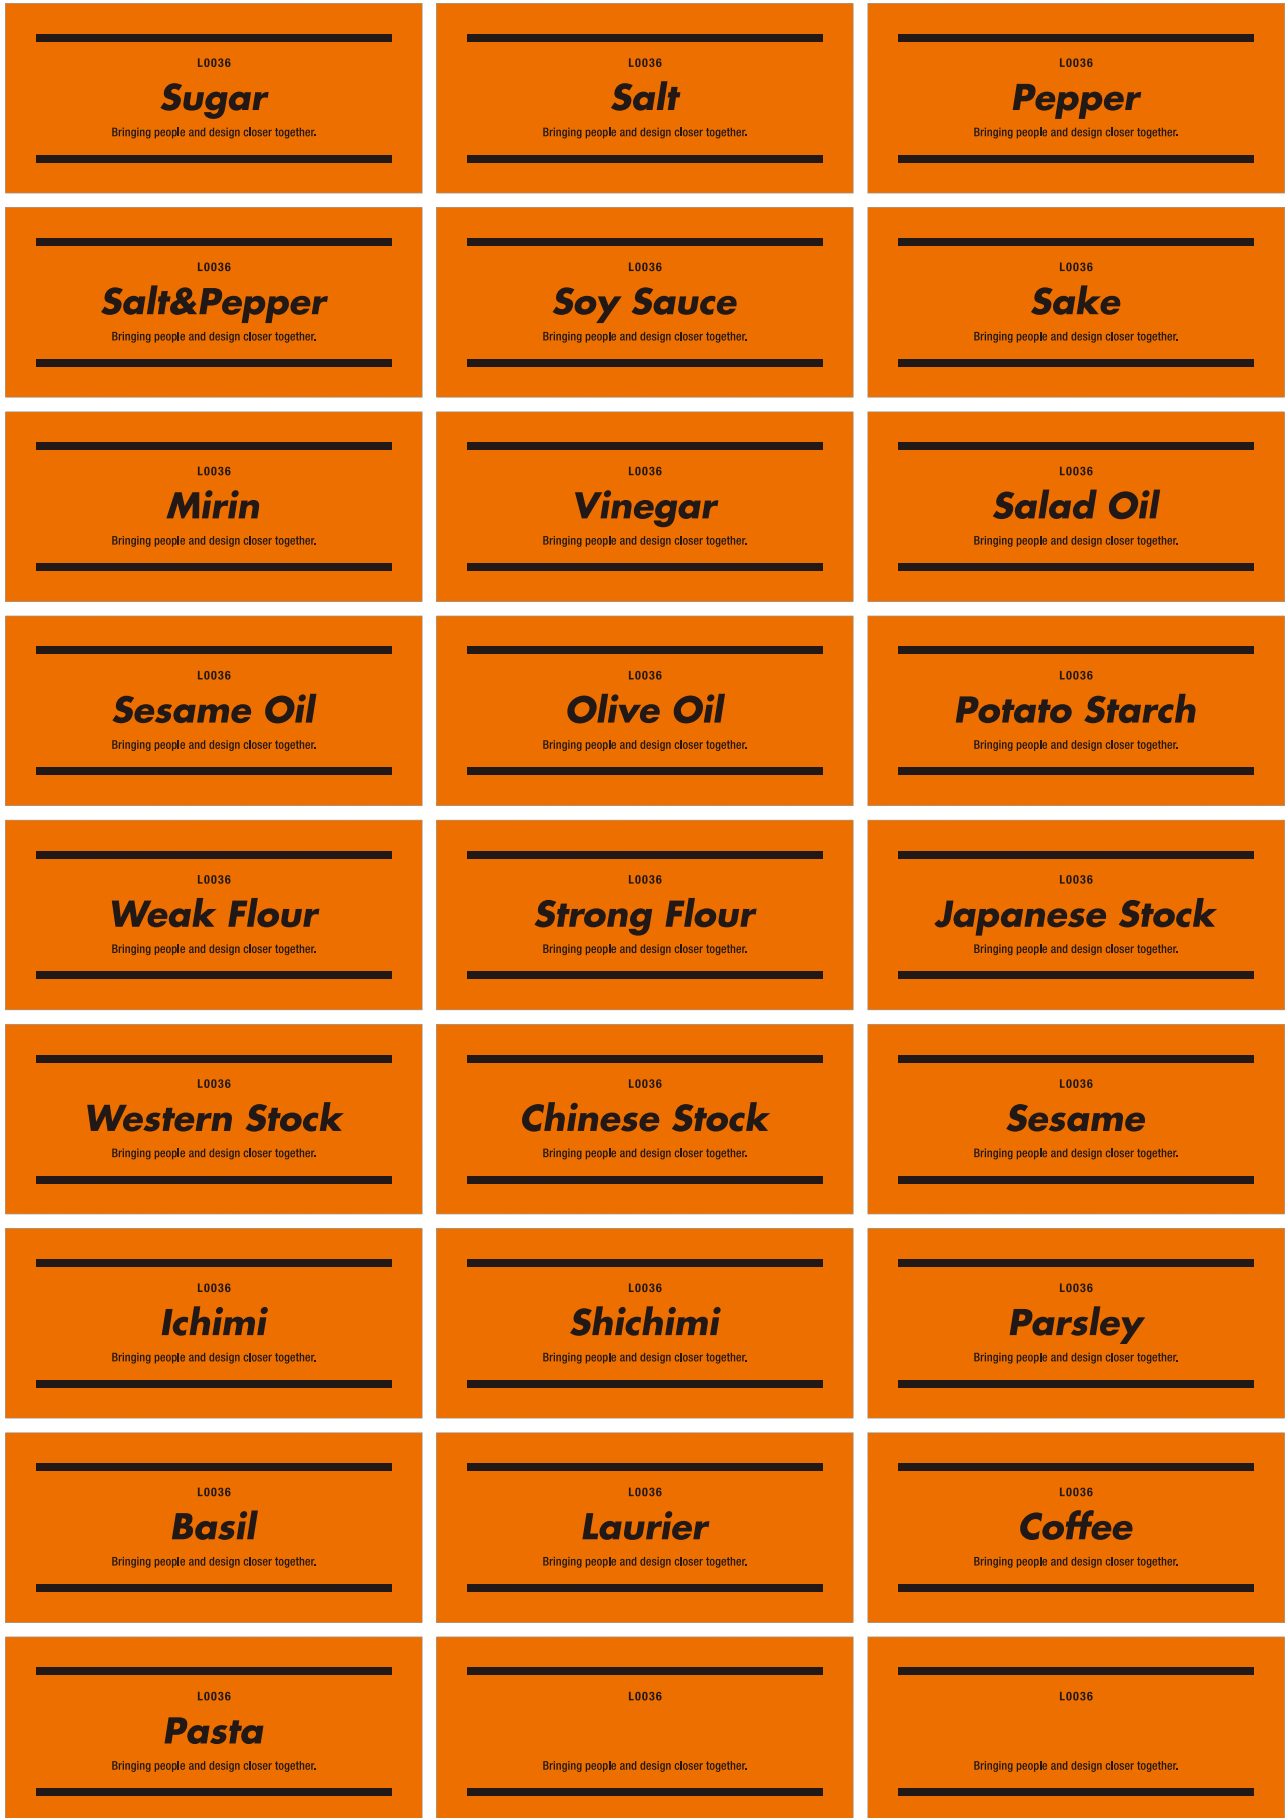 L0036
Sugar
Bringing people and design closer together.
L0036
Salt
Bringing people and design closer together.
L0036
Pepper
Bringing people and design closer together.
L0036
Salt&Pepper
Bringing people and design closer together.
L0036
Soy Sauce
Bringing people and design closer together.
L0036
Sake
Bringing people and design closer together.
L0036
Mirin
Bringing people and design closer together.
L0036
Vinegar
Bringing people and design closer together.
L0036
Salad Oil
Bringing people and design closer together.
L0036
Sesame Oil
Bringing people and design closer together.
L0036
Olive Oil
Bringing people and design closer together.
L0036
Potato Starch
Bringing people and design closer together.
L0036
Weak Flour
Bringing people and design closer together.
L0036
Strong Flour
Bringing people and design closer together.
L0036
Japanese Stock
Bringing people and design closer together.
L0036
Western Stock
Bringing people and design closer together.
L0036
Chinese Stock
Bringing people and design closer together.
L0036
Sesame
Bringing people and design closer together.
L0036
Ichimi
Bringing people and design closer together.
L0036
Shichimi
Bringing people and design closer together.
L0036
Parsley
Bringing people and design closer together.
L0036
Basil
Bringing people and design closer together.
L0036
Laurier
Bringing people and design closer together.
L0036
Coffee
Bringing people and design closer together.
L0036
Pasta
Bringing people and design closer together.
L0036
Bringing people and design closer together.
L0036
Bringing people and design closer together.